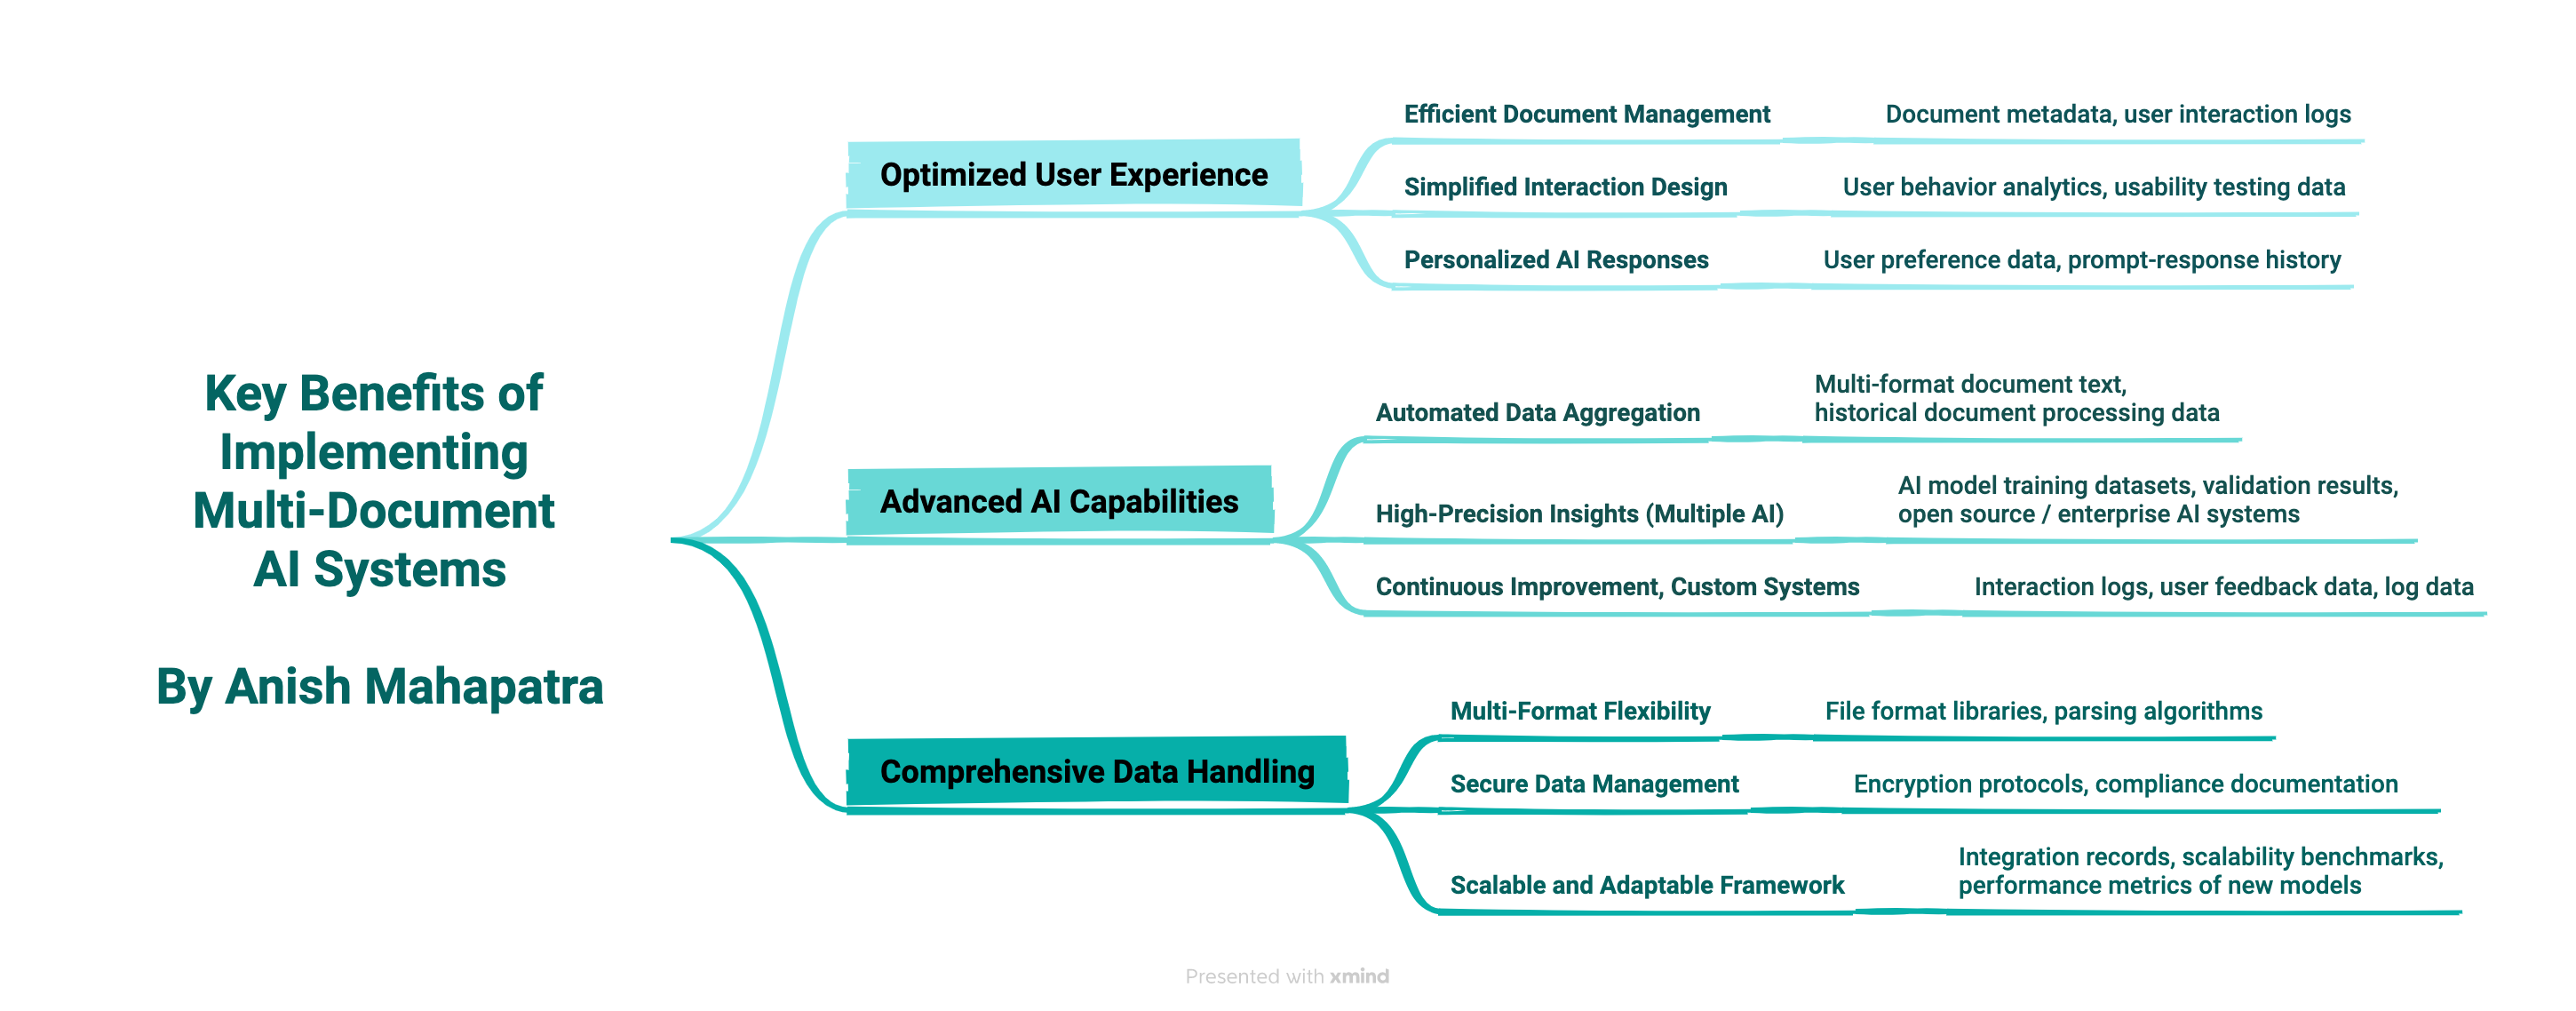 Key Benefits of
Implementing
Multi-Document
AI Systems
By Anish Mahapatra
Optimized User Experience
Efficient Document Management
Document metadata, user interaction logs
Simplified Interaction Design
User behavior analytics, usability testing data
Personalized AI Responses
User preference data, prompt-response history
Advanced AI Capabilities
Automated Data Aggregation
Multi-format document text,
historical document processing data
High-Precision Insights (Multiple AI)
AI model training datasets, validation results,
open source / enterprise AI systems
Continuous Improvement, Custom Systems
Interaction logs, user feedback data, log data
Comprehensive Data Handling
Multi-Format Flexibility
File format libraries, parsing algorithms
Secure Data Management
Encryption protocols, compliance documentation
Scalable and Adaptable Framework
Integration records, scalability benchmarks,
performance metrics of new models
Presented with xmind